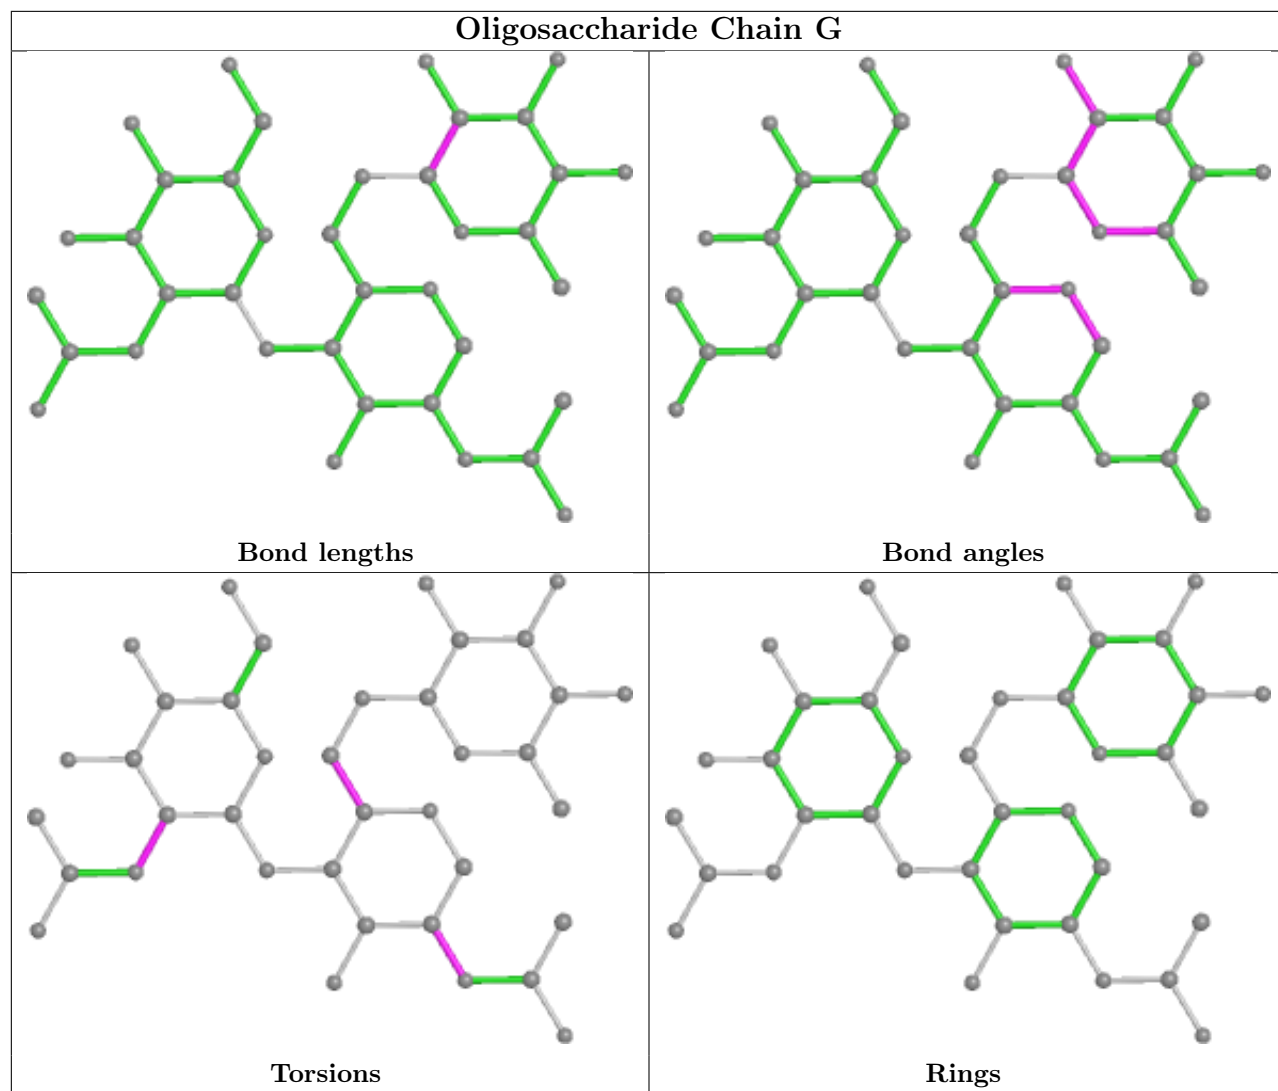 Oligosaccharide Chain G
Bond lengths
Bond angles
Torsions
Rings